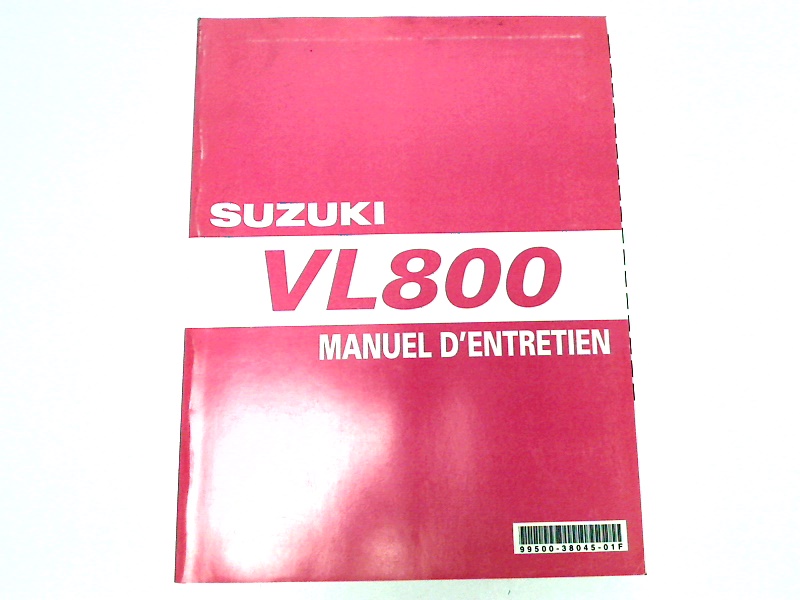 SUZUKI
VL800
MANUEL D'ENTRETIEN
99500-38045-01F